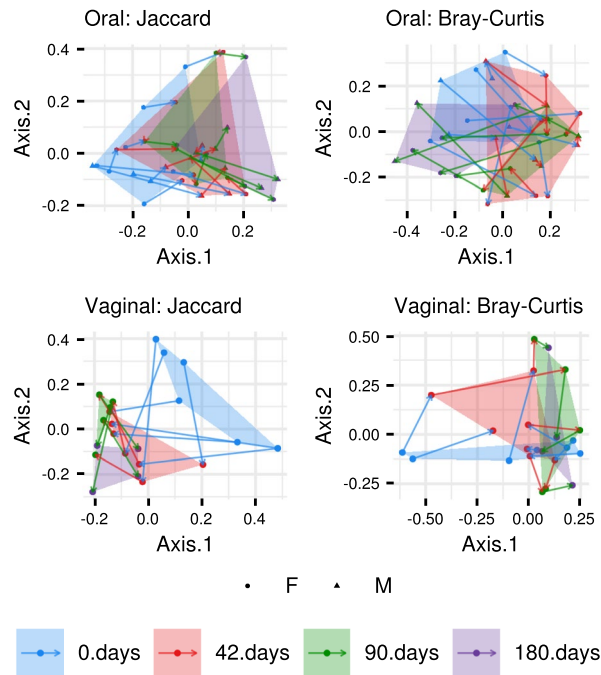 Oral: Jaccard
Oral: Bray-Curtis
Axis.2
0.4
0.2
0.0
-0.2
-0.2
0.0
0.2
Axis.1
Axis.2
0.2
0.0
-0.2
-0.4
-0.2
0.0
0.2
Axis.1
Vaginal: Jaccard
Vaginal: Bray-Curtis
Axis.2
0.4
0.2
0.0
-0.2
-0.2
0.0
0.2
0.4
Axis.1
Axis.2
0.50
0.25
0.00
-0.25
-0.50
-0.25
0.00
0.25
Axis.1
F M
0.days 42.days 90.days 180.days